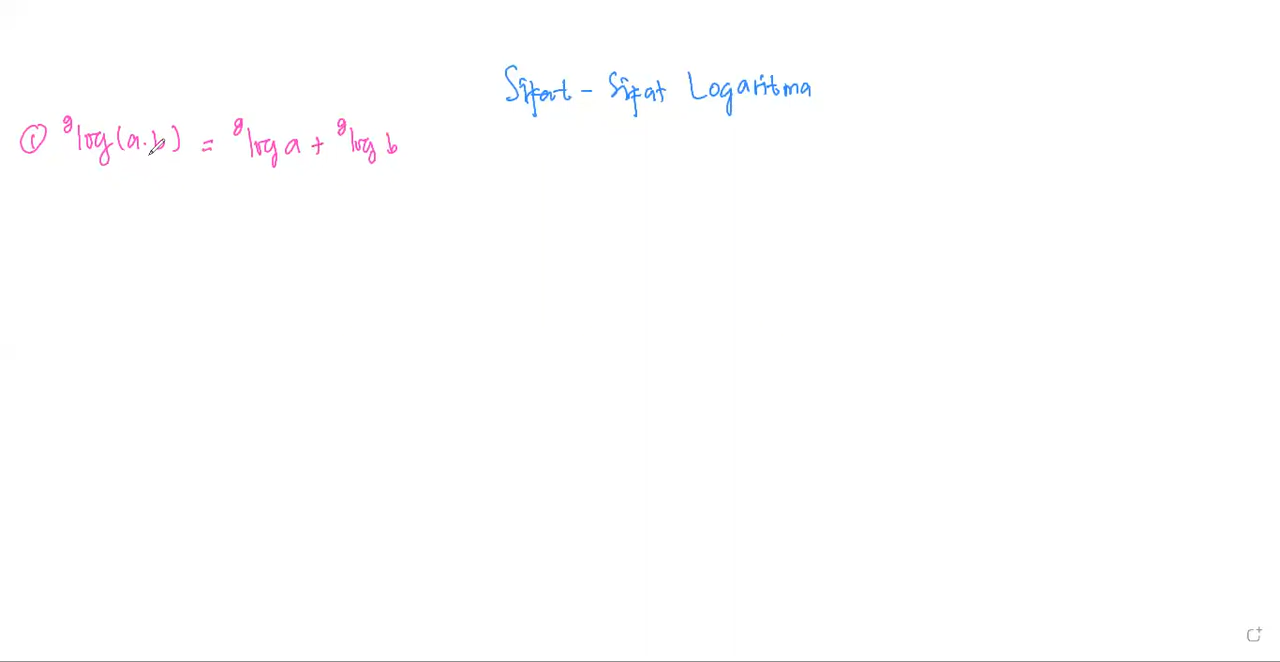 Sifat - Sifat Logaritma
① ᵍlog(a.b) = ᵍlog a + ᵍlog b